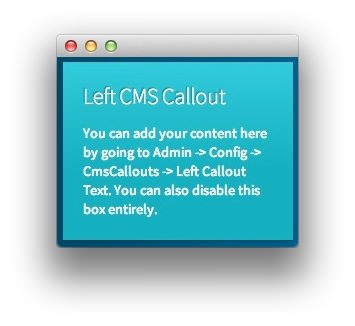 Left CMS Callout
You can add your content here
by going to Admin -> Config ->
CmsCallouts -> Left Callout
Text. You can also disable this
box entirely.